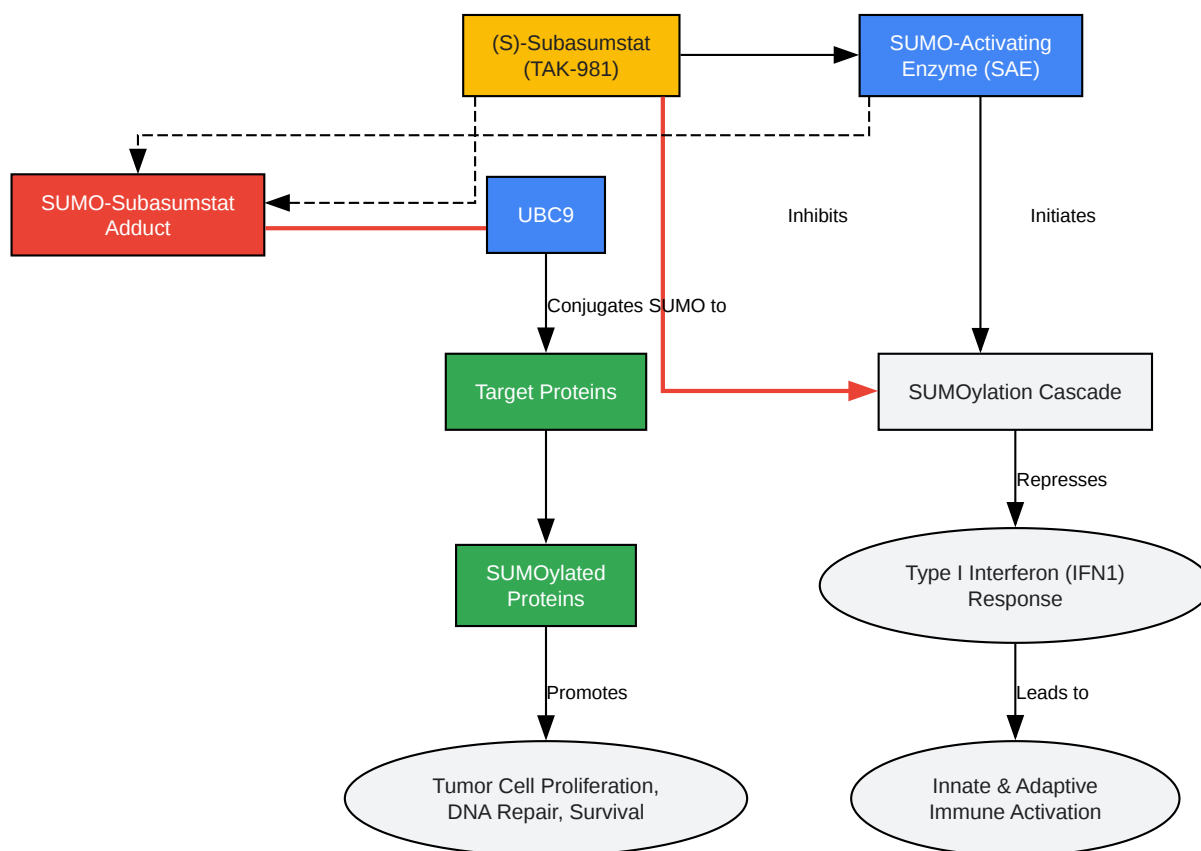 (S)-Subasumstat
(TAK-981)
SUMO-Activating
Enzyme (SAE)
SUMO-Subasumstat
Adduct
UBC9
Inhibits
Initiates
Conjugates SUMO to
Target Proteins
SUMOylation Cascade
Represses
SUMOylated
Proteins
Type I Interferon (IFN1)
Response
Promotes
Leads to
Tumor Cell Proliferation,
DNA Repair, Survival
Innate & Adaptive
Immune Activation